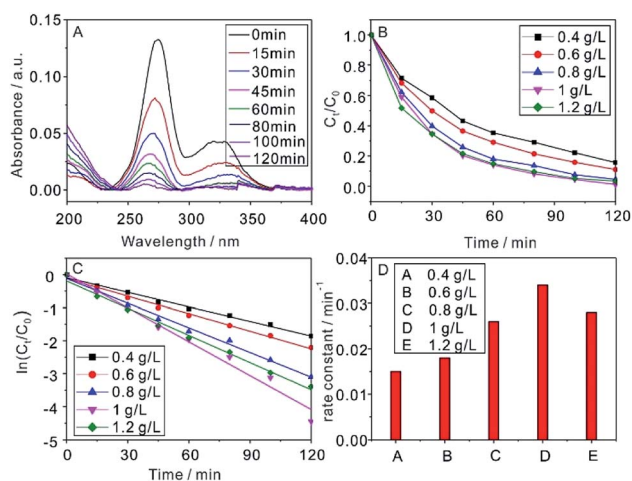 A
0min
15min
30min
45min
60min
80min
100min
120min
0.15
0.10
0.05
0.00
Absorbance / a.u.
200
250
300
350
400
Wavelength / nm
B
0.4 g/L
0.6 g/L
0.8 g/L
1 g/L
1.2 g/L
1.0
0.8
0.6
0.4
0.2
0.0
Ct/C0
0
30
60
90
120
Time / min
C
0.4 g/L
0.6 g/L
0.8 g/L
1 g/L
1.2 g/L
0
-1
-2
-3
-4
-5
ln(Ct/C0)
0
30
60
90
120
Time / min
D
A 0.4 g/L
B 0.6 g/L
C 0.8 g/L
D 1 g/L
E 1.2 g/L
0.04
0.03
0.02
0.01
0.00
rate constant / min⁻¹
A
B
C
D
E